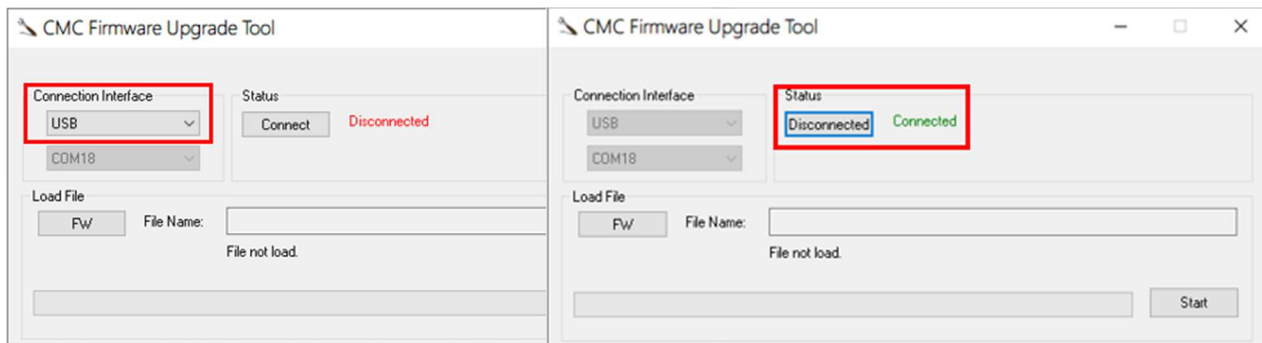 CMC Firmware Upgrade Tool
Connection Interface
USB
COM18
Status
Connect
Disconnected
Load File
FW
File Name:
File not load.
CMC Firmware Upgrade Tool
Connection Interface
USB
COM18
Status
Disconnected
Connected
Load File
FW
File Name:
File not load.
Start